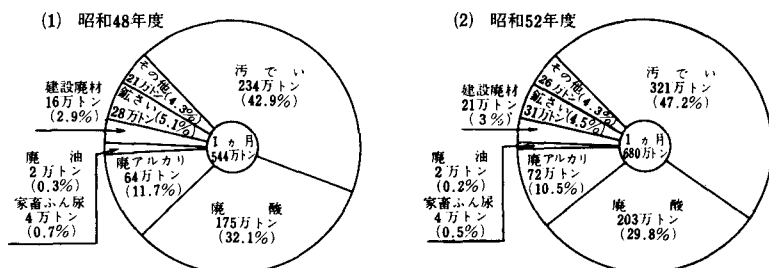 (1) 昭和48年度
汚でい
234万トン
(42.9%)
廃酸
175万トン
(32.1%)
廃アルカリ
64万トン
(11.7%)
家畜ふん尿
4万トン
(0.7%)
廃油
2万トン
(0.3%)
建設廃材
16万トン
(2.9%)
鉱さい
28万トン(5.1%)
その他
21万トン(4.3%)
1ヵ月
544万トン
(2) 昭和52年度
汚でい
321万トン
(47.2%)
廃酸
203万トン
(29.8%)
廃アルカリ
72万トン
(10.5%)
家畜ふん尿
4万トン
(0.5%)
廃油
2万トン
(0.2%)
建設廃材
21万トン
(3%)
鉱さい
31万トン(4.5%)
その他
26万トン(4.3%)
1ヵ月
680万トン